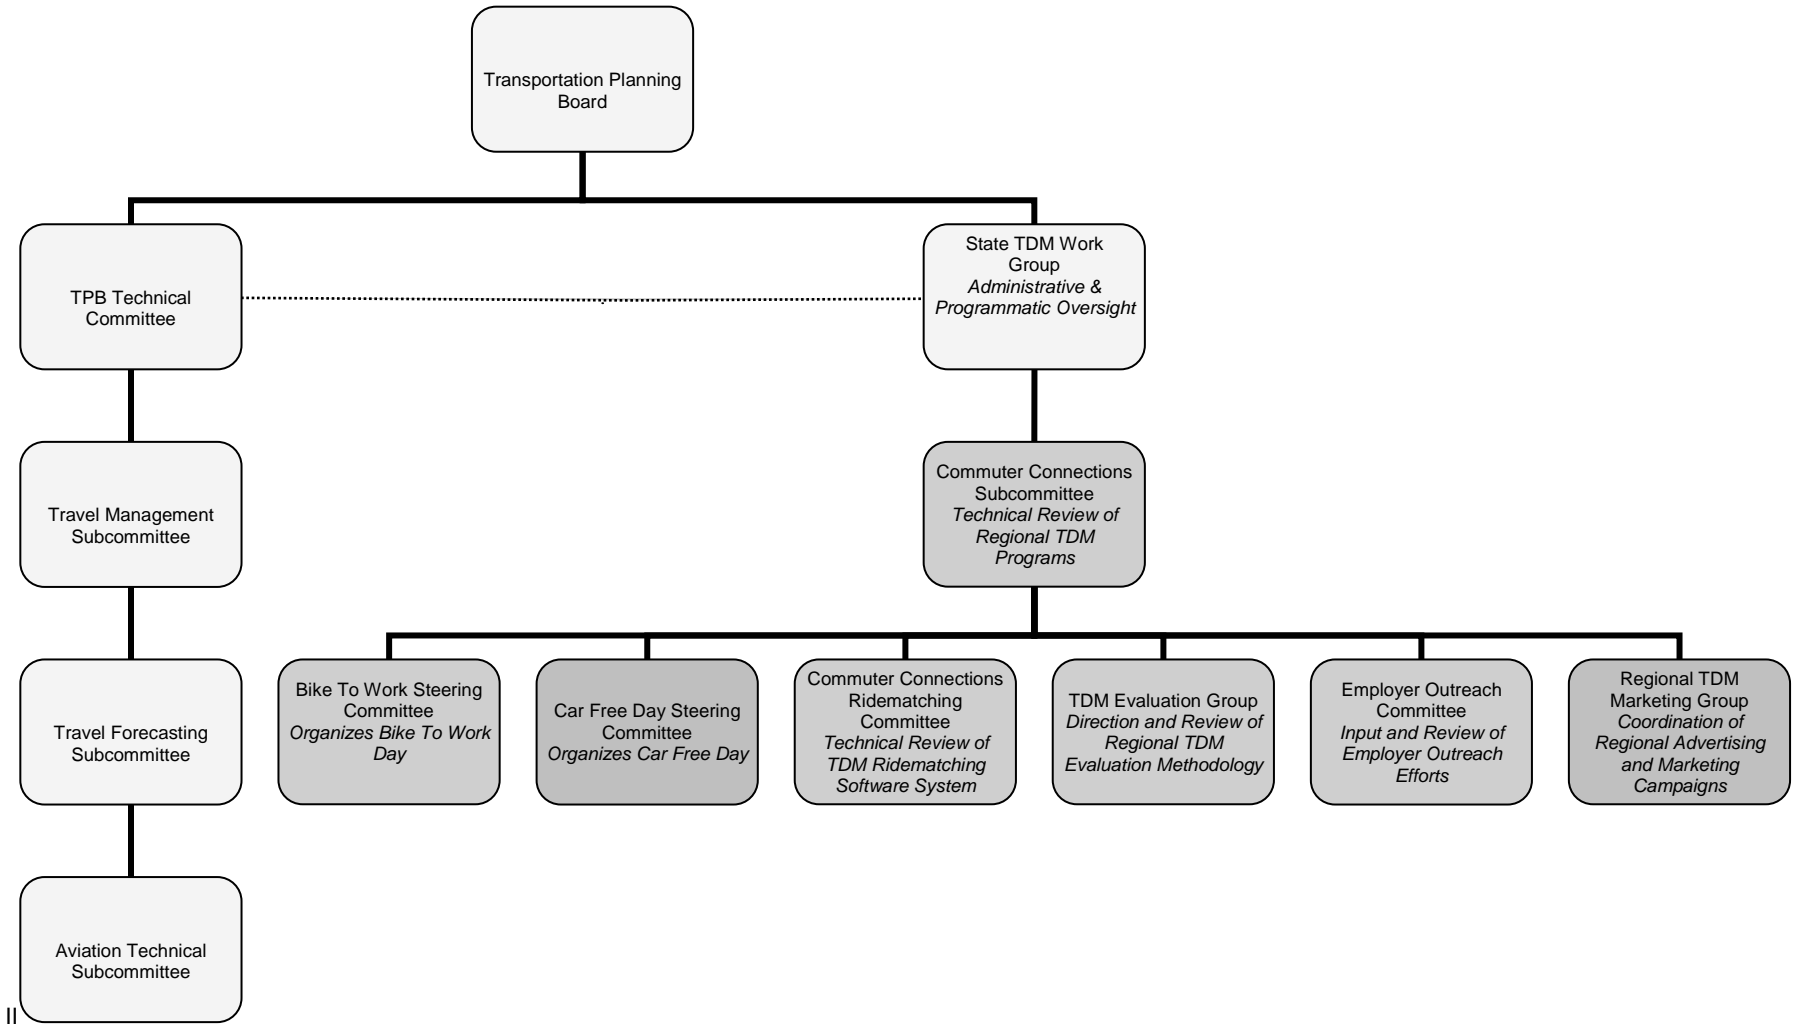 Transportation Planning
Board
TPB Technical
Committee
State TDM Work
Group
Administrative &
Programmatic Oversight
Travel Management
Subcommittee
Commuter Connections
Subcommittee
Technical Review of
Regional TDM
Programs
Travel Forecasting
Subcommittee
Bike To Work Steering
Committee
Organizes Bike To Work
Day
Car Free Day Steering
Committee
Organizes Car Free Day
Commuter Connections
Ridematching
Committee
Technical Review of
TDM Ridematching
Software System
TDM Evaluation Group
Direction and Review of
Regional TDM
Evaluation Methodology
Employer Outreach
Committee
Input and Review of
Employer Outreach
Efforts
Regional TDM
Marketing Group
Coordination of
Regional Advertising
and Marketing
Campaigns
Aviation Technical
Subcommittee
II